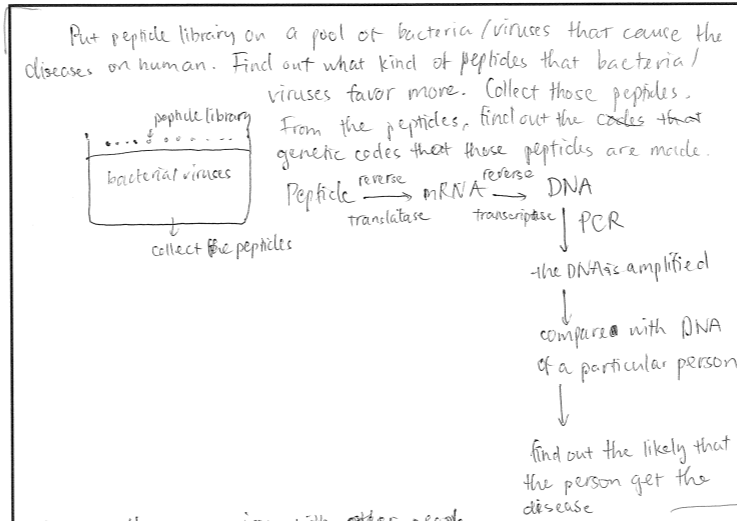 Put peptide library on a pool of bacteria/viruses that cause the
diseases on human. Find out what kind of peptides that bacteria/
viruses favor more. Collect those peptides.
From the peptides, find out the codes that
genetic codes that those peptides are made.
peptide library
bacterial viruses
collect the peptides
Peptide reverse translatase mRNA reverse transcriptase DNA
PCR
the DNA is amplified
compare with DNA
of a particular person
find out the likely that
the person get the
disease